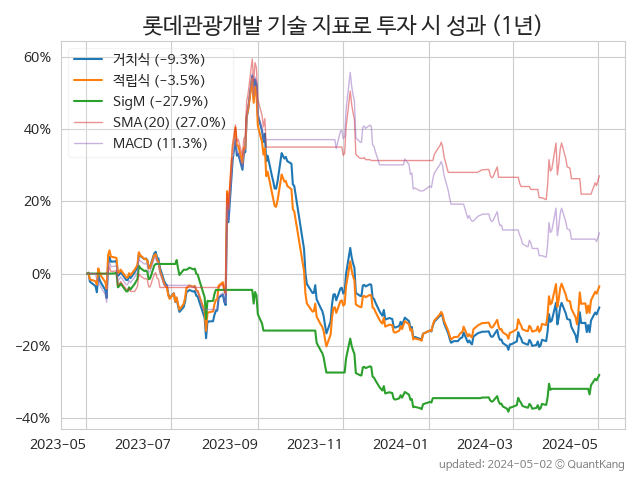 롯데관광개발 기술 지표로 투자 시 성과 (1년)
60%
40%
20%
0%
−20%
−40%
거치식 (−9.3%)
적립식 (−3.5%)
SigM (−27.9%)
SMA(20) (27.0%)
MACD (11.3%)
2023−05 2023−07 2023−09 2023−11 2024−01 2024−03 2024−05
updated: 2024−05−02 © QuantKang